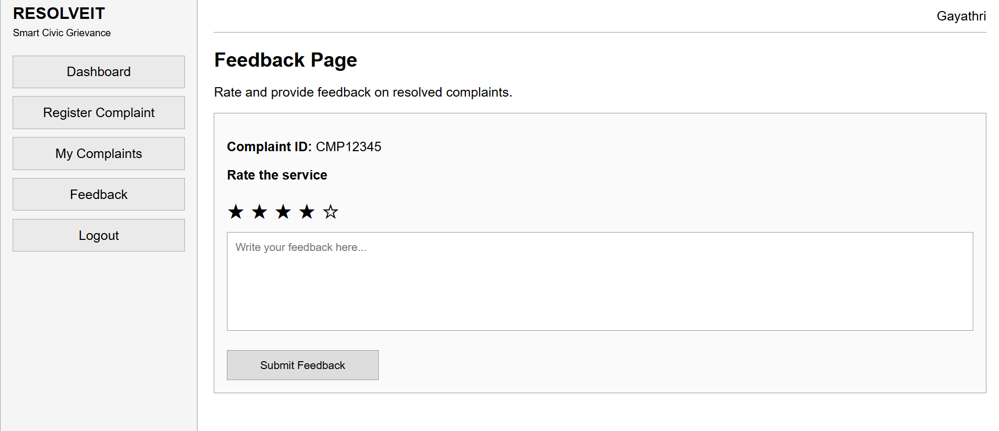 RESOLVEIT
Smart Civic Grievance
Dashboard
Register Complaint
My Complaints
Feedback
Logout
Gayathri
Feedback Page
Rate and provide feedback on resolved complaints.
Complaint ID: CMP12345
Rate the service
★ ★ ★ ★ ☆
Write your feedback here...
Submit Feedback